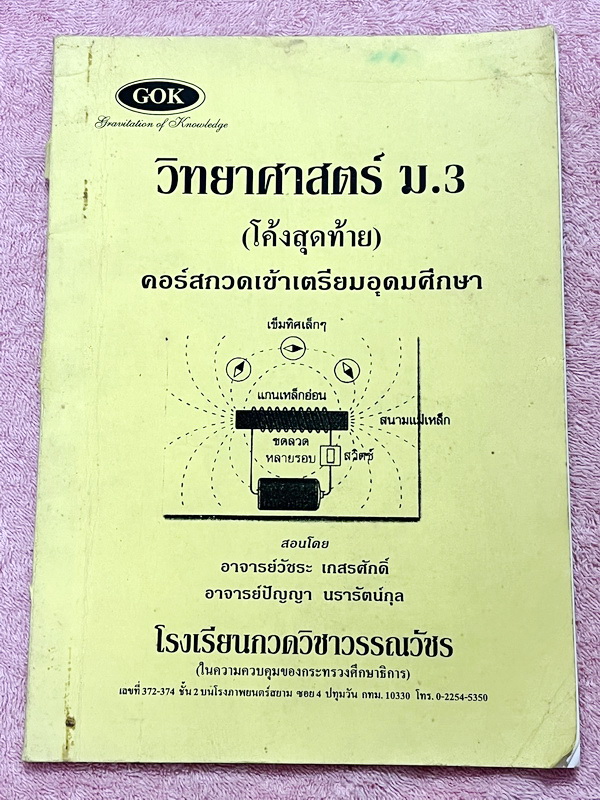 GOK
Gravitation of Knowledge
วิทยาศาสตร์ ม.3
(โค้งสุดท้าย)
คอร์สกวดเข้าเตรียมอุดมศึกษา
เข็มทิศเล็กๆ
แกนเหล็กอ่อน
สนามแม่เหล็ก
ขดลวด
หลายรอบ
สวิตช์
สอนโดย
อาจารย์วัชระ เกสรศักดิ์
อาจารย์ปัญญา นรารัตน์กุล
โรงเรียนกวดวิชาวรรณวัชร
(ในความควบคุมของกระทรวงศึกษาธิการ)
เลขที่ 372-374 ชั้น 2 บนโรงภาพยนตร์สยาม ซอย 4 ปทุมวัน กทม. 10330 โทร. 0-2254-5350